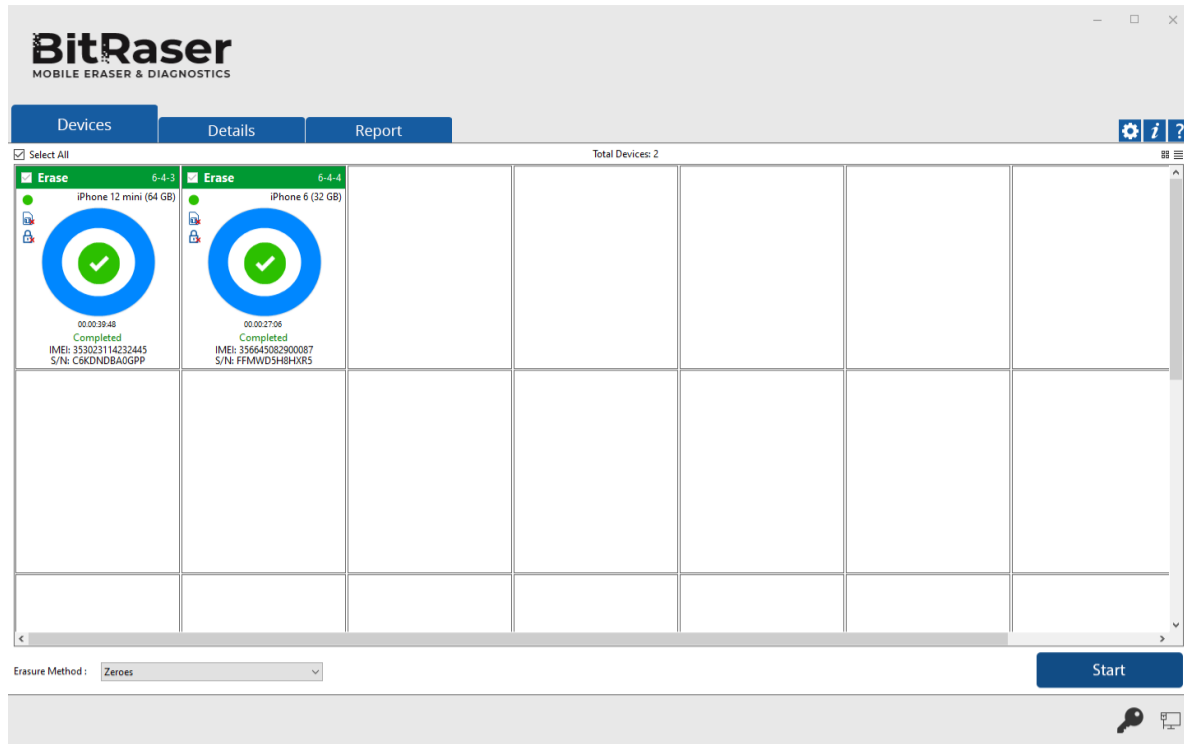 BitRaser
MOBILE ERASER & DIAGNOSTICS
Devices
Details
Report
i
?
Select All
Total Devices: 2
Erase 6-4-3
iPhone 12 mini (64 GB)
00:00:39:48
Completed
IMEI: 353023114232445
S/N: C6KDNDBA0GPP
Erase 6-4-4
iPhone 6 (32 GB)
00:00:27:06
Completed
IMEI: 356645082900087
S/N: FFMWD5H8HXR5
Erasure Method :
Zeroes
Start